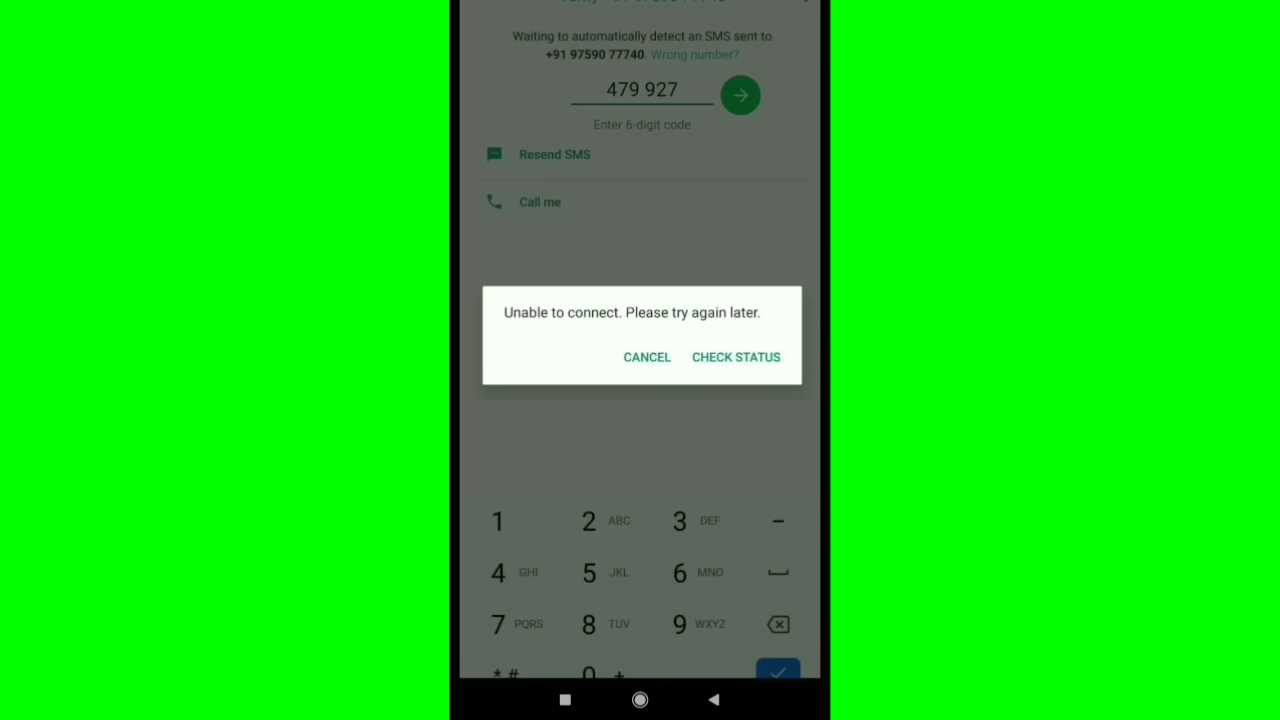 Waiting to automatically detect an SMS sent to
+91 97590 77740. Wrong number?
479 927
Enter 6-digit code
Resend SMS
Call me
Unable to connect. Please try again later.
CANCEL CHECK STATUS
1 2 ABC 3 DEF –
4 GHI 5 JKL 6 MNO
7 PQRS 8 TUV 9 WXYZ
* # 0 +